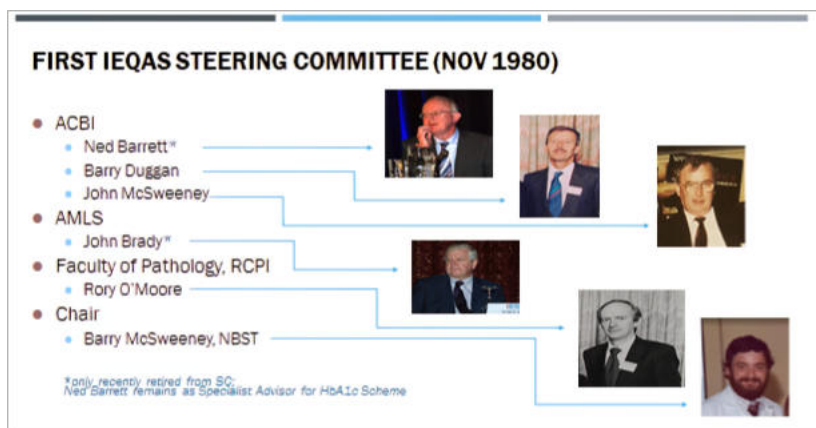 FIRST IEQAS STEERING COMMITTEE (NOV 1980)
ACBI
Ned Barrett*
Barry Duggan
John McSweeney
AMLS
John Brady*
Faculty of Pathology, RCPI
Rory O'Moore
Chair
Barry McSweeney, NBST
*only recently retired from SC;
Ned Barrett remains as Specialist Advisor for HbA1c Scheme